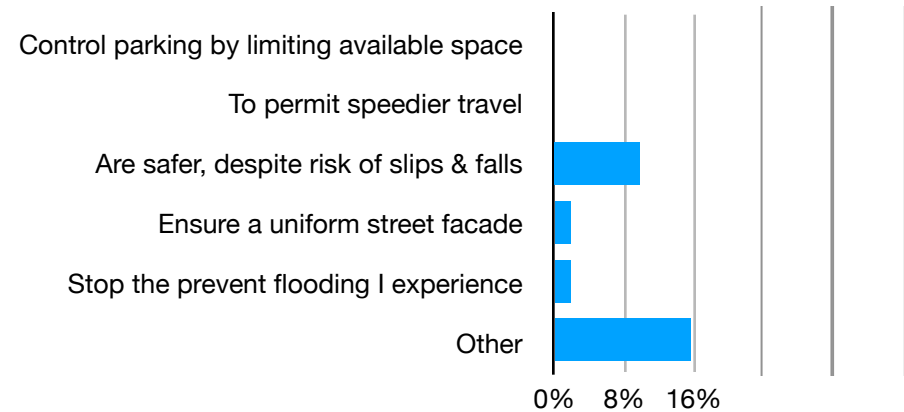 Control parking by limiting available space
To permit speedier travel
Are safer, despite risk of slips & falls
Ensure a uniform street facade
Stop the prevent flooding I experience
Other
0% 8% 16%